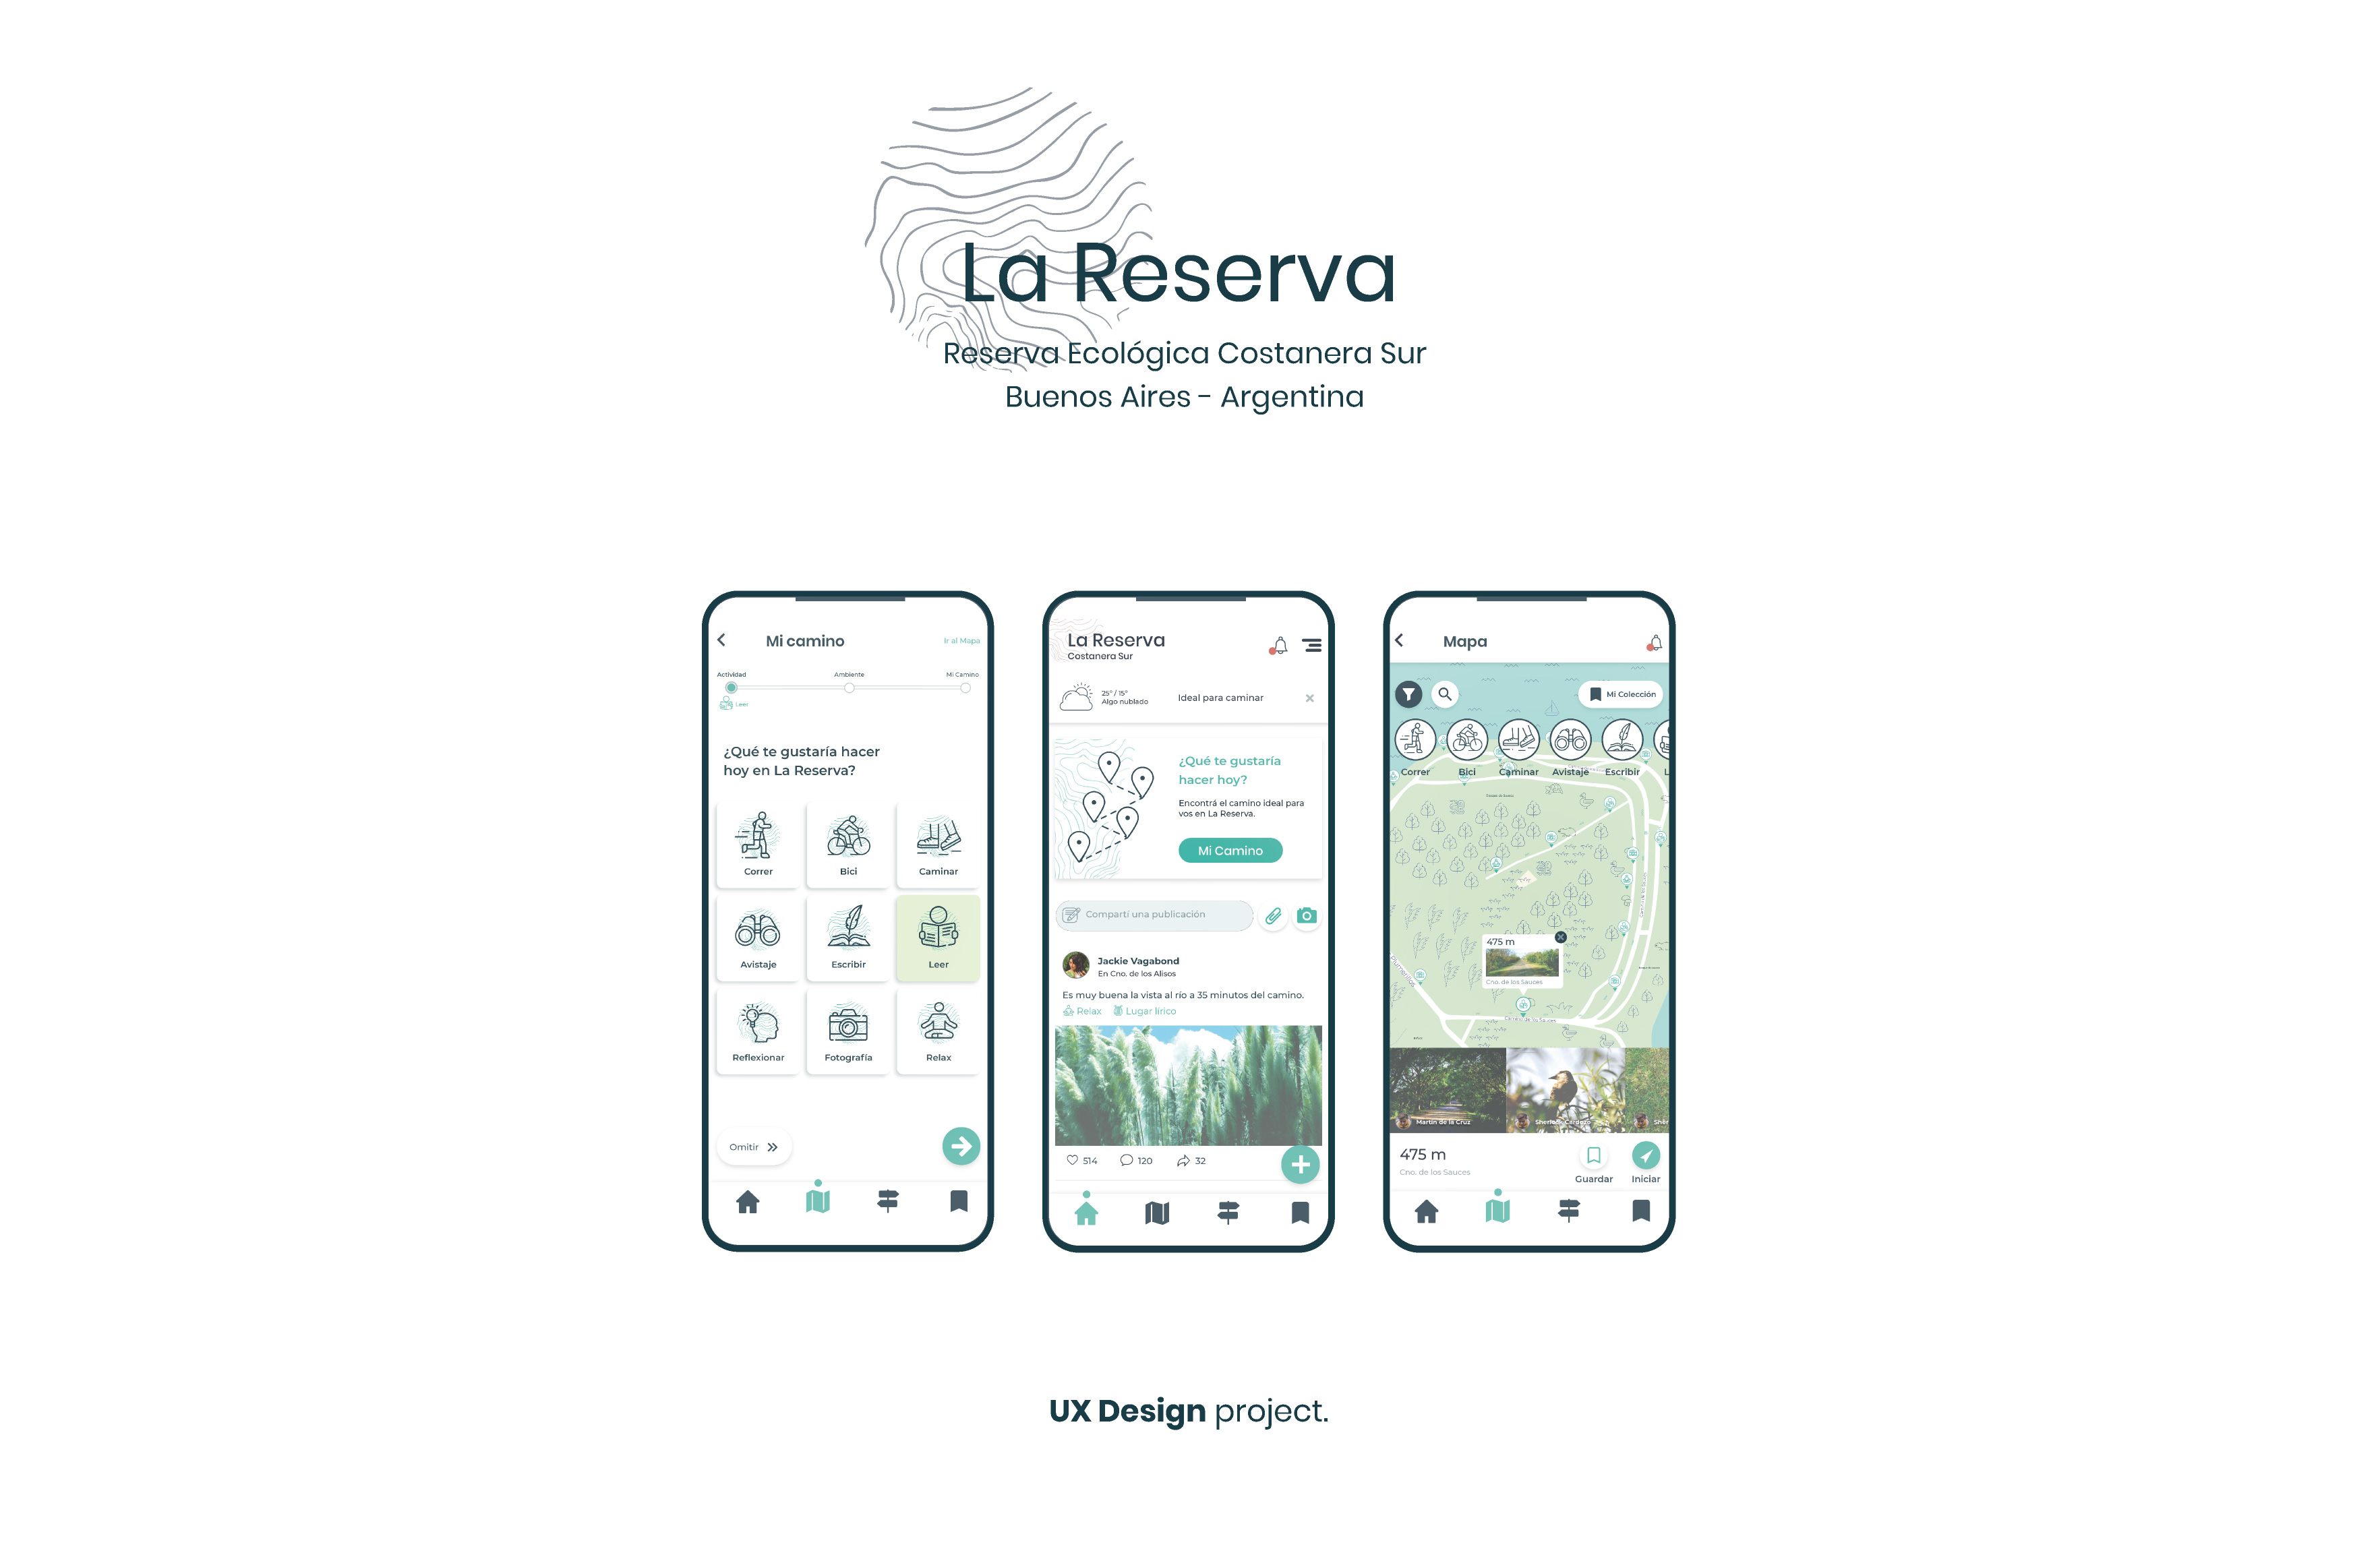 La Reserva
Reserva Ecológica Costanera Sur
Buenos Aires - Argentina
Mi camino
Ir al Mapa
Actividad
Ambiente
Mi Camino
Leer
¿Qué te gustaría hacer
hoy en La Reserva?
Correr
Bici
Caminar
Avistaje
Escribir
Leer
Reflexionar
Fotografía
Relax
Omitir
La Reserva
Costanera Sur
25º / 15º
Algo nublado
Ideal para caminar
¿Qué te gustaría
hacer hoy?
Encontrá el camino ideal para
vos en La Reserva.
Mi Camino
Compartí una publicación
Jackie Vagabond
En Cno. de los Alisos
Es muy buena la vista al río a 35 minutos del camino.
Relax
Lugar lírico
514
120
32
Mapa
Mi Colección
Correr
Bici
Caminar
Avistaje
Escribir
L
475 m
Cno. de los Sauces
Plumerillos
Martín de la Cruz
Cardozo
Sher
475 m
Cno. de los Sauces
Guardar
Iniciar
UX Design project.